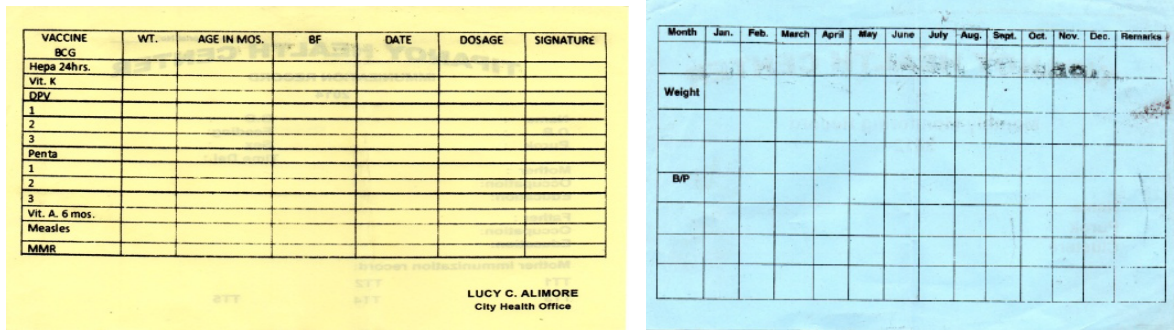 VACCINE WT. AGE IN MOS. BF DATE DOSAGE SIGNATURE
BCG
Hepa 24hrs.
Vit. K
DPV
1
2
3
Penta
1
2
3
Vit. A. 6 mos.
Measles
MMR
LUCY C. ALIMORE
City Health Office
Month Jan. Feb. March April May June July Aug. Sept. Oct. Nov. Dec. Remarks
Weight
B/P